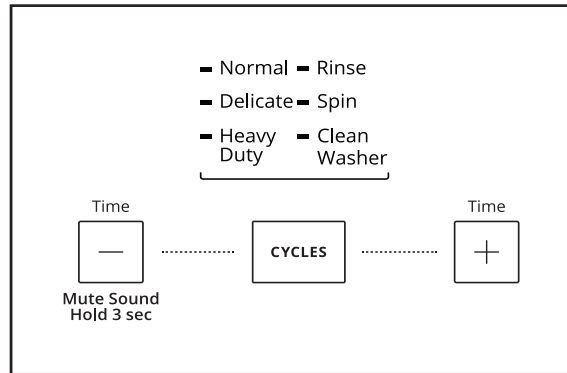 Normal
Rinse
Delicate
Spin
Heavy
Duty
Clean
Washer
Time
Time
CYCLES
Mute Sound
Hold 3 sec